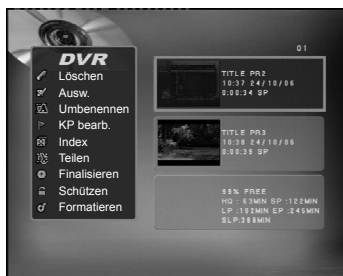 DVR
Löschen
Ausw.
Umbenennen
KP bearb.
Index
Teilen
Finalisieren
Schützen
Formatieren
01
TITLE PR2
10:37 24/10/06
0:00:34 SP
TITLE PR3
10:38 24/10/06
0:00:39 SP
99% FREE
HQ : 63MIN SP :122MIN
LP :182MIN EP :245MIN
SLP:368MIN